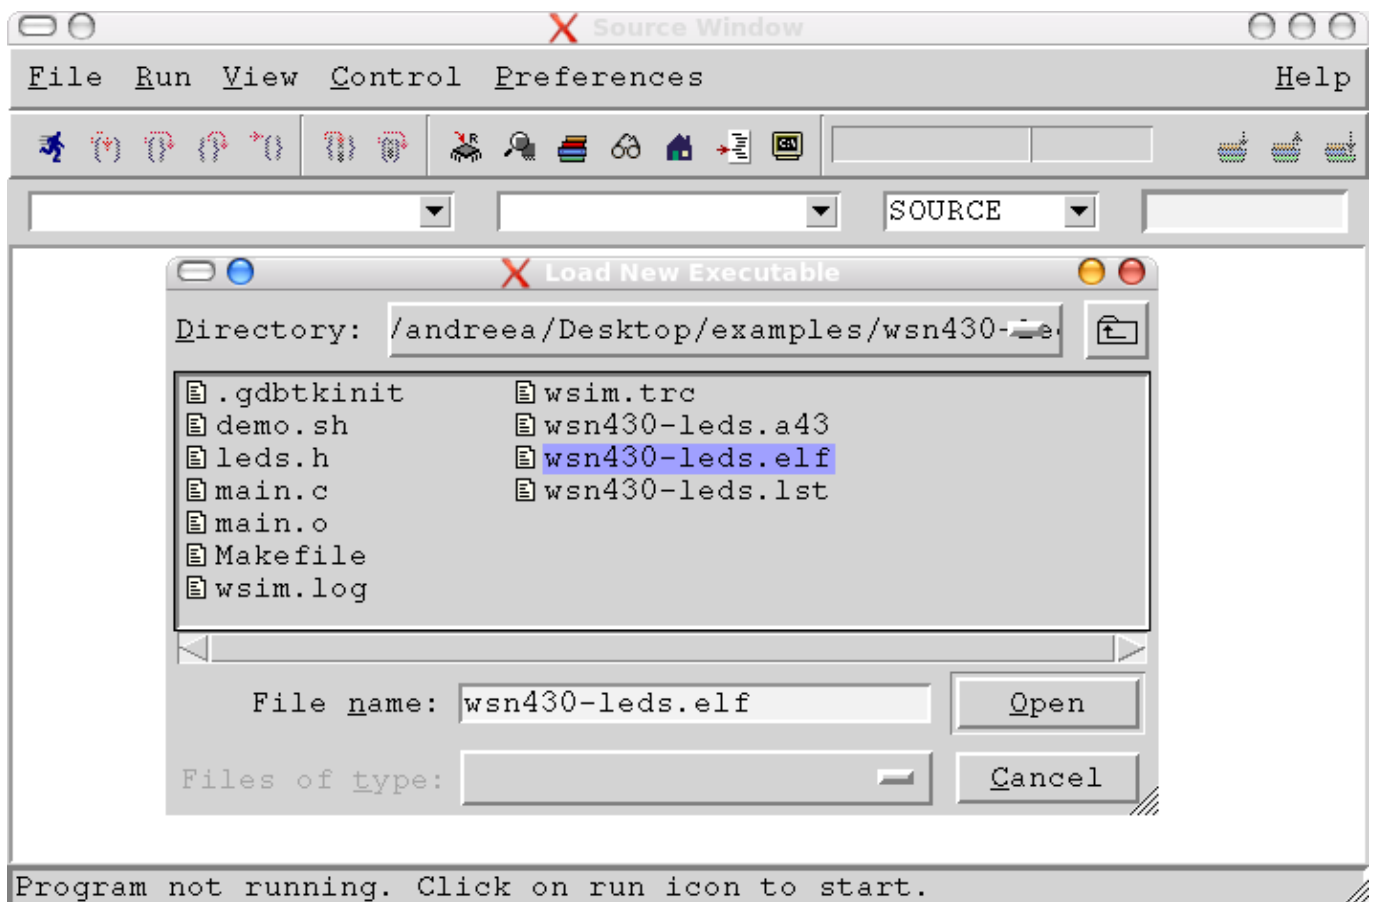 Source Window
File Run View Control Preferences Help
SOURCE
Load New Executable
Directory: /andreea/Desktop/examples/wsn430-
.gdbtkinit wsim.trc
demo.sh wsn430-leds.a43
leds.h wsn430-leds.elf
main.c wsn430-leds.lst
main.o
Makefile
wsim.log
File name: wsn430-leds.elf Open
Files of type: Cancel
Program not running. Click on run icon to start.